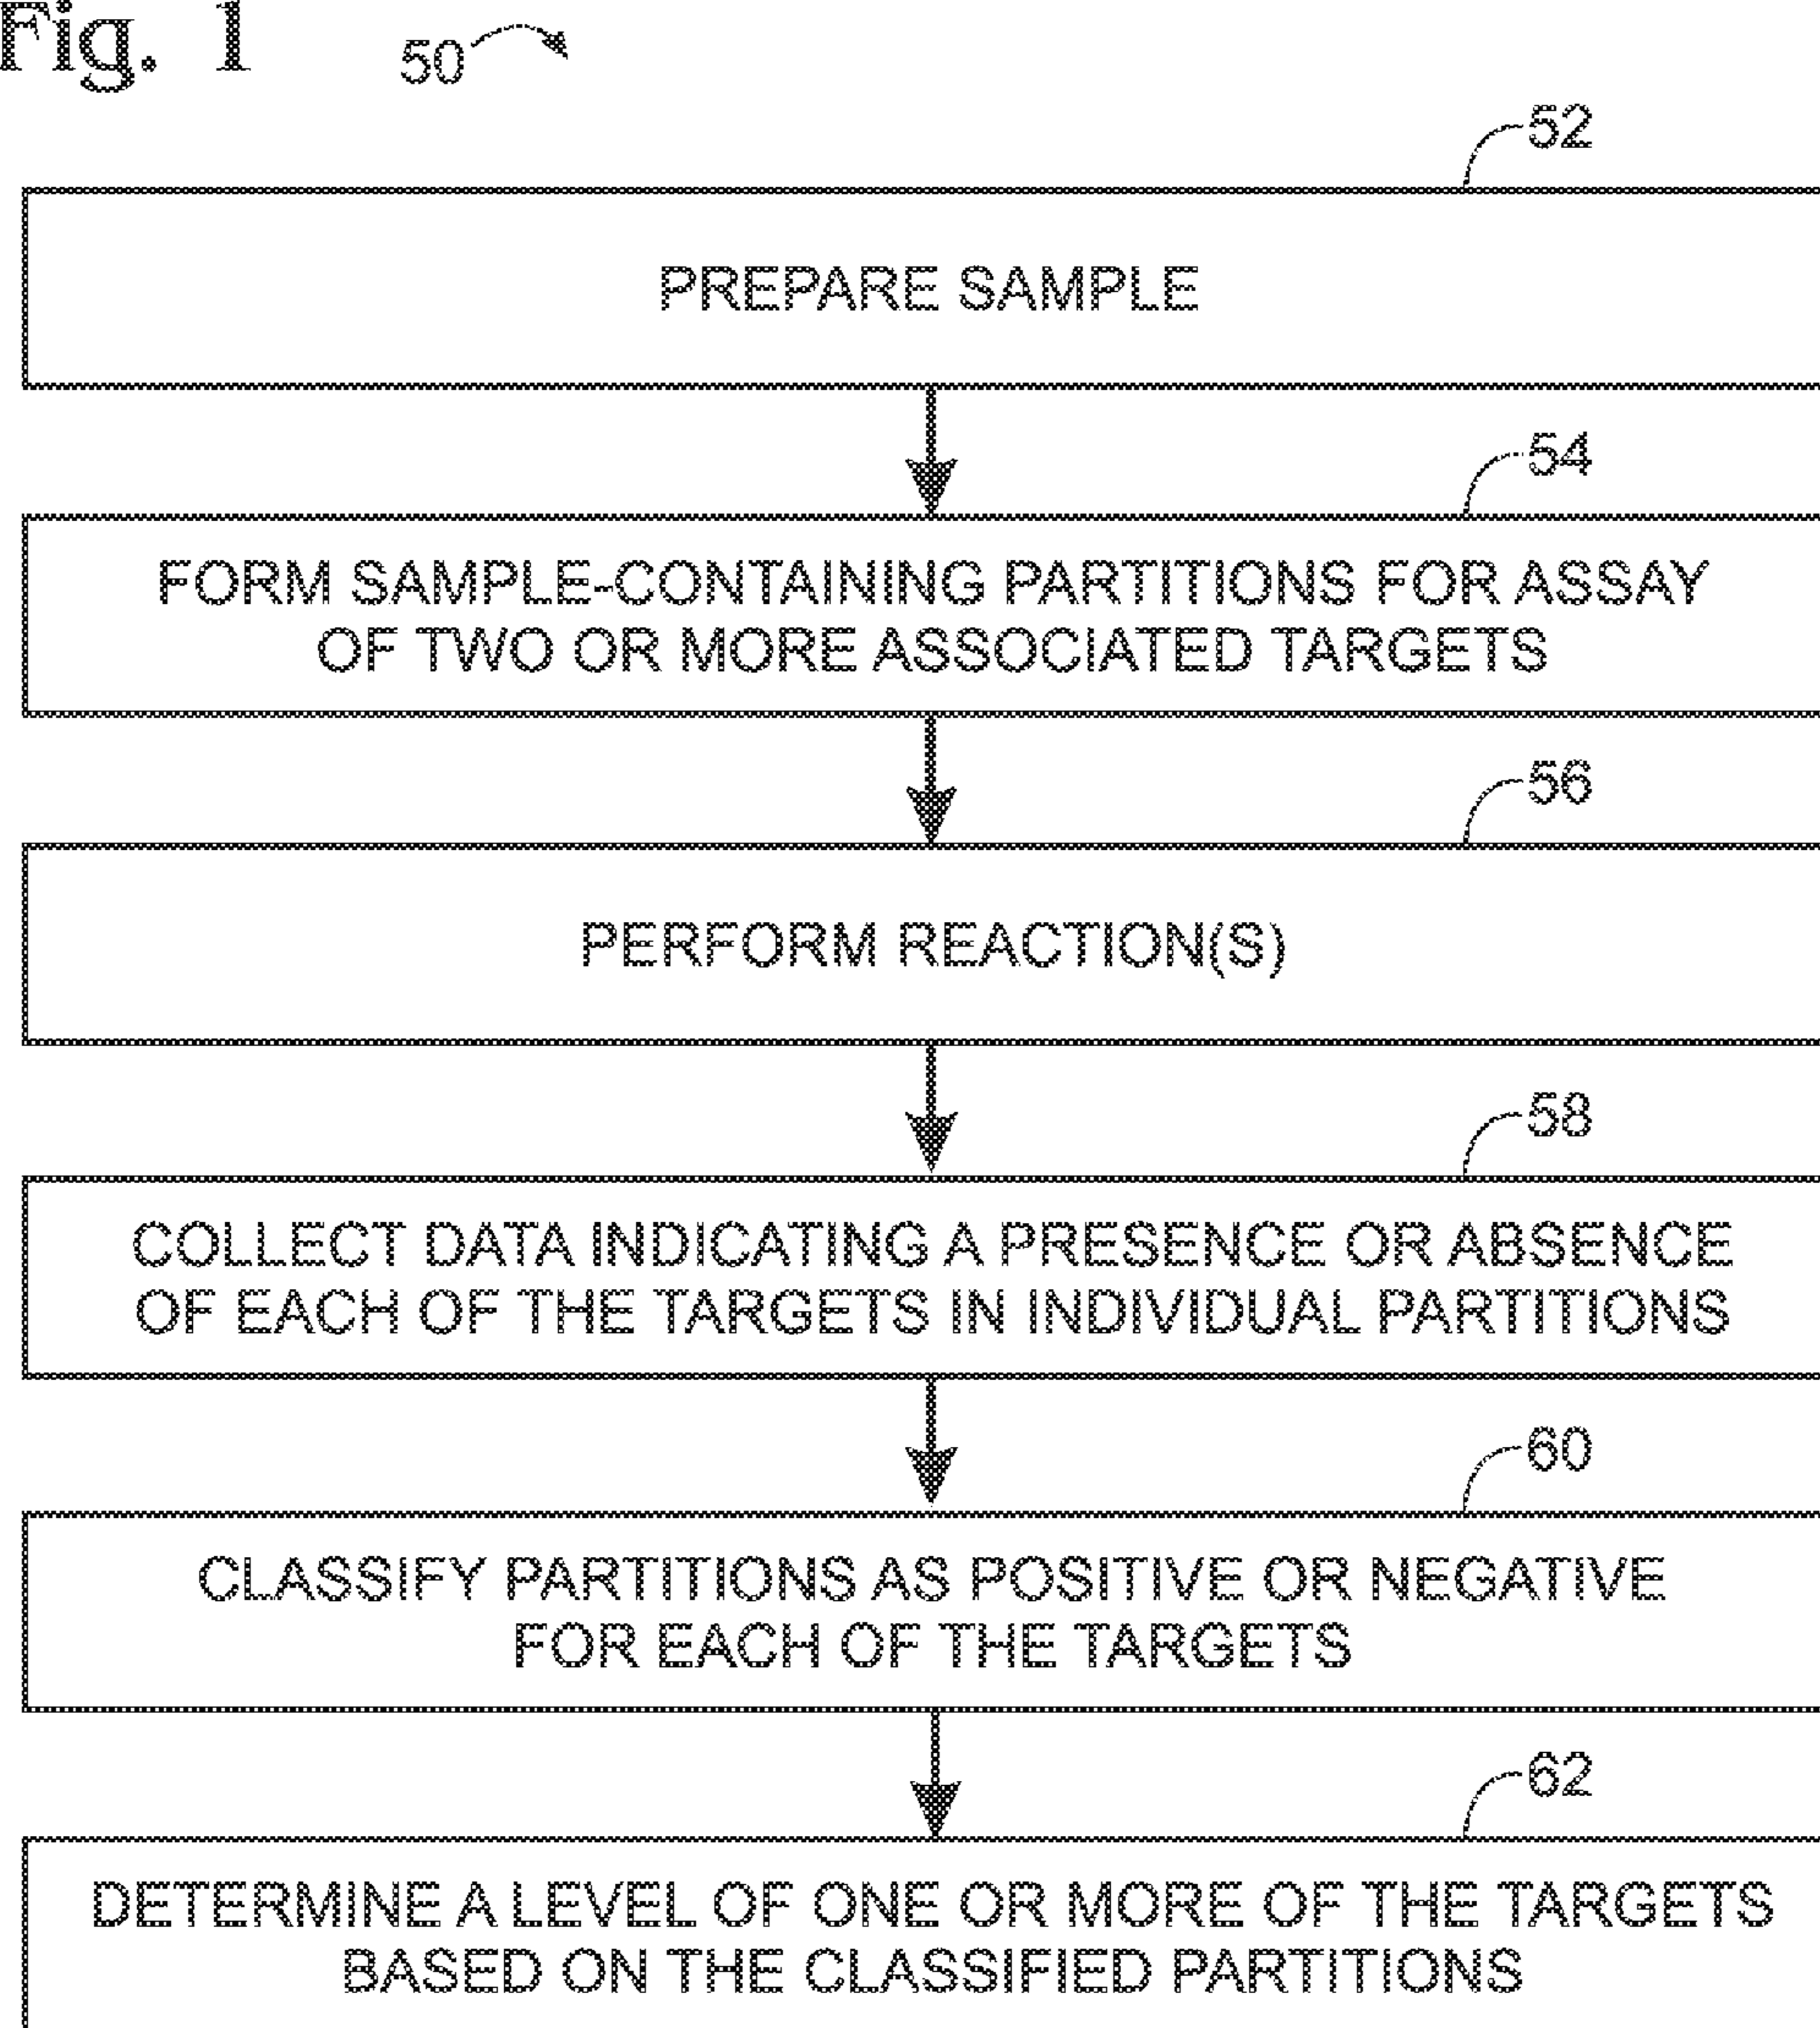 Fig. 1
50
52
PREPARE SAMPLE
54
FORM SAMPLE-CONTAINING PARTITIONS FOR ASSAY
OF TWO OR MORE ASSOCIATED TARGETS
56
PERFORM REACTION(S)
58
COLLECT DATA INDICATING A PRESENCE OR ABSENCE
OF EACH OF THE TARGETS IN INDIVIDUAL PARTITIONS
60
CLASSIFY PARTITIONS AS POSITIVE OR NEGATIVE
FOR EACH OF THE TARGETS
62
DETERMINE A LEVEL OF ONE OR MORE OF THE TARGETS
BASED ON THE CLASSIFIED PARTITIONS